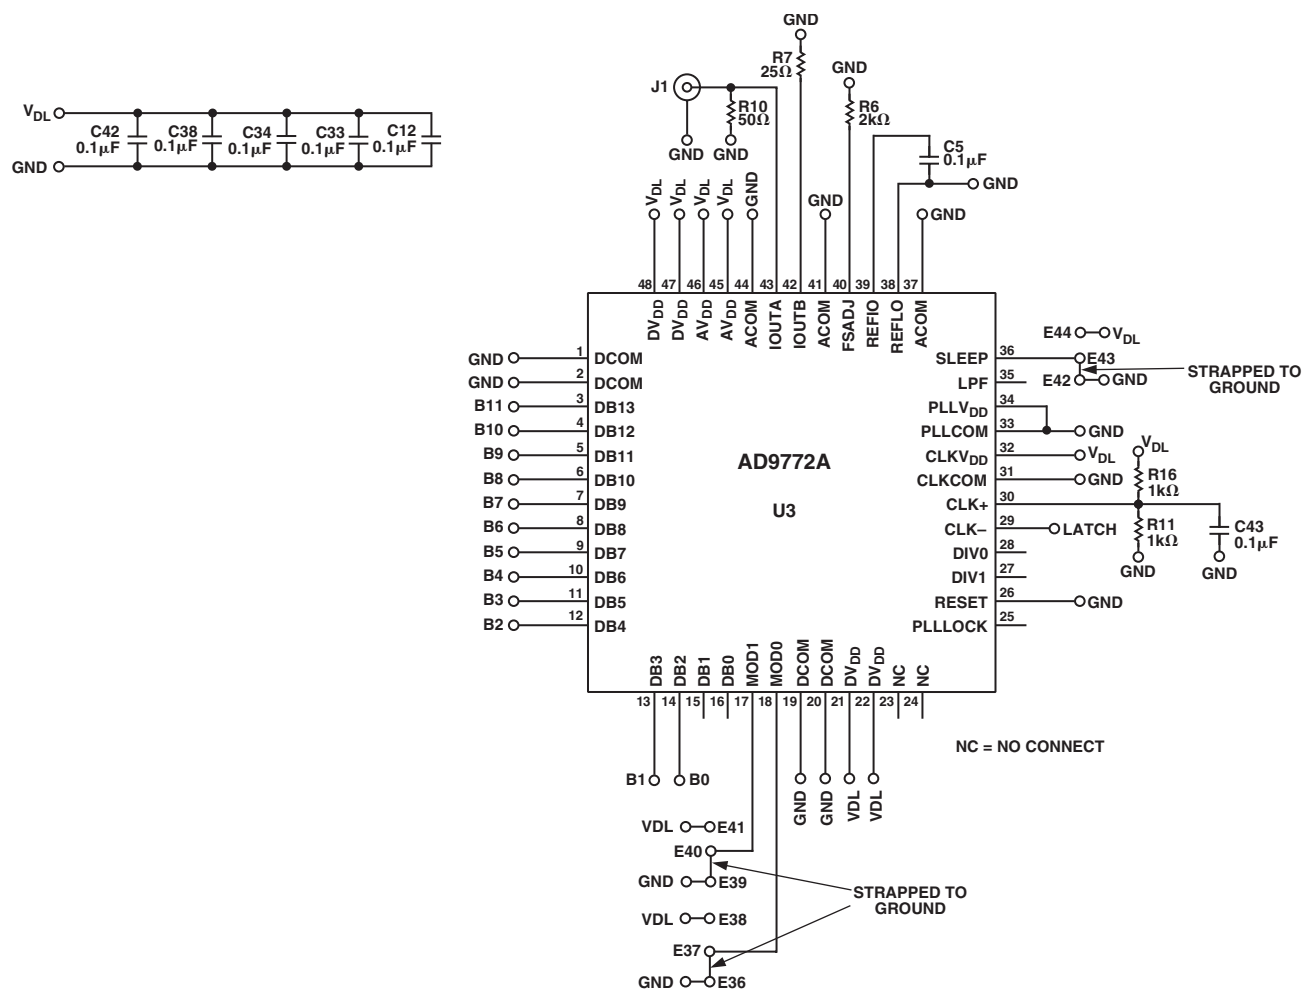 GND
R7
25Ω
J1
R10
50Ω
GND
GND
GND
R6
2kΩ
C5
0.1μF
GND
VDL
C42
0.1μF
C38
0.1μF
C34
0.1μF
C33
0.1μF
C12
0.1μF
GND
VDL
VDL
VDL
VDL
GND
GND
GND
48
47
46
45
44
43
42
41
40
39
38
37
DVDD
DVDD
AVDD
AVDD
ACOM
IOUTA
IOUTB
ACOM
FSADJ
REFIO
REFLO
ACOM
GND 1 DCOM
GND 2 DCOM
B11 3 DB13
B10 4 DB12
B9 5 DB11
B8 6 DB10
B7 7 DB9
B6 8 DB8
B5 9 DB7
B4 10 DB6
B3 11 DB5
B2 12 DB4
AD9772A
U3
E44 VDL
SLEEP 36 E43
E42 GND
STRAPPED TO
GROUND
LPF 35
PLLVDD 34
PLLCOM 33 GND
CLKVDD 32 VDL
CLKCOM 31 GND
CLK+ 30
CLK– 29 LATCH
DIV0 28
DIV1 27
RESET 26 GND
PLLLOCK 25
VDL
R16
1kΩ
R11
1kΩ
GND
C43
0.1μF
GND
DB3
DB2
DB1
DB0
MOD1
MOD0
DCOM
DCOM
DVDD
DVDD
NC
NC
13
14
15
16
17
18
19
20
21
22
23
24
NC = NO CONNECT
B1
B0
GND
GND
VDL
VDL
VDL E41
E40
GND E39
VDL E38
E37
GND E36
STRAPPED TO
GROUND